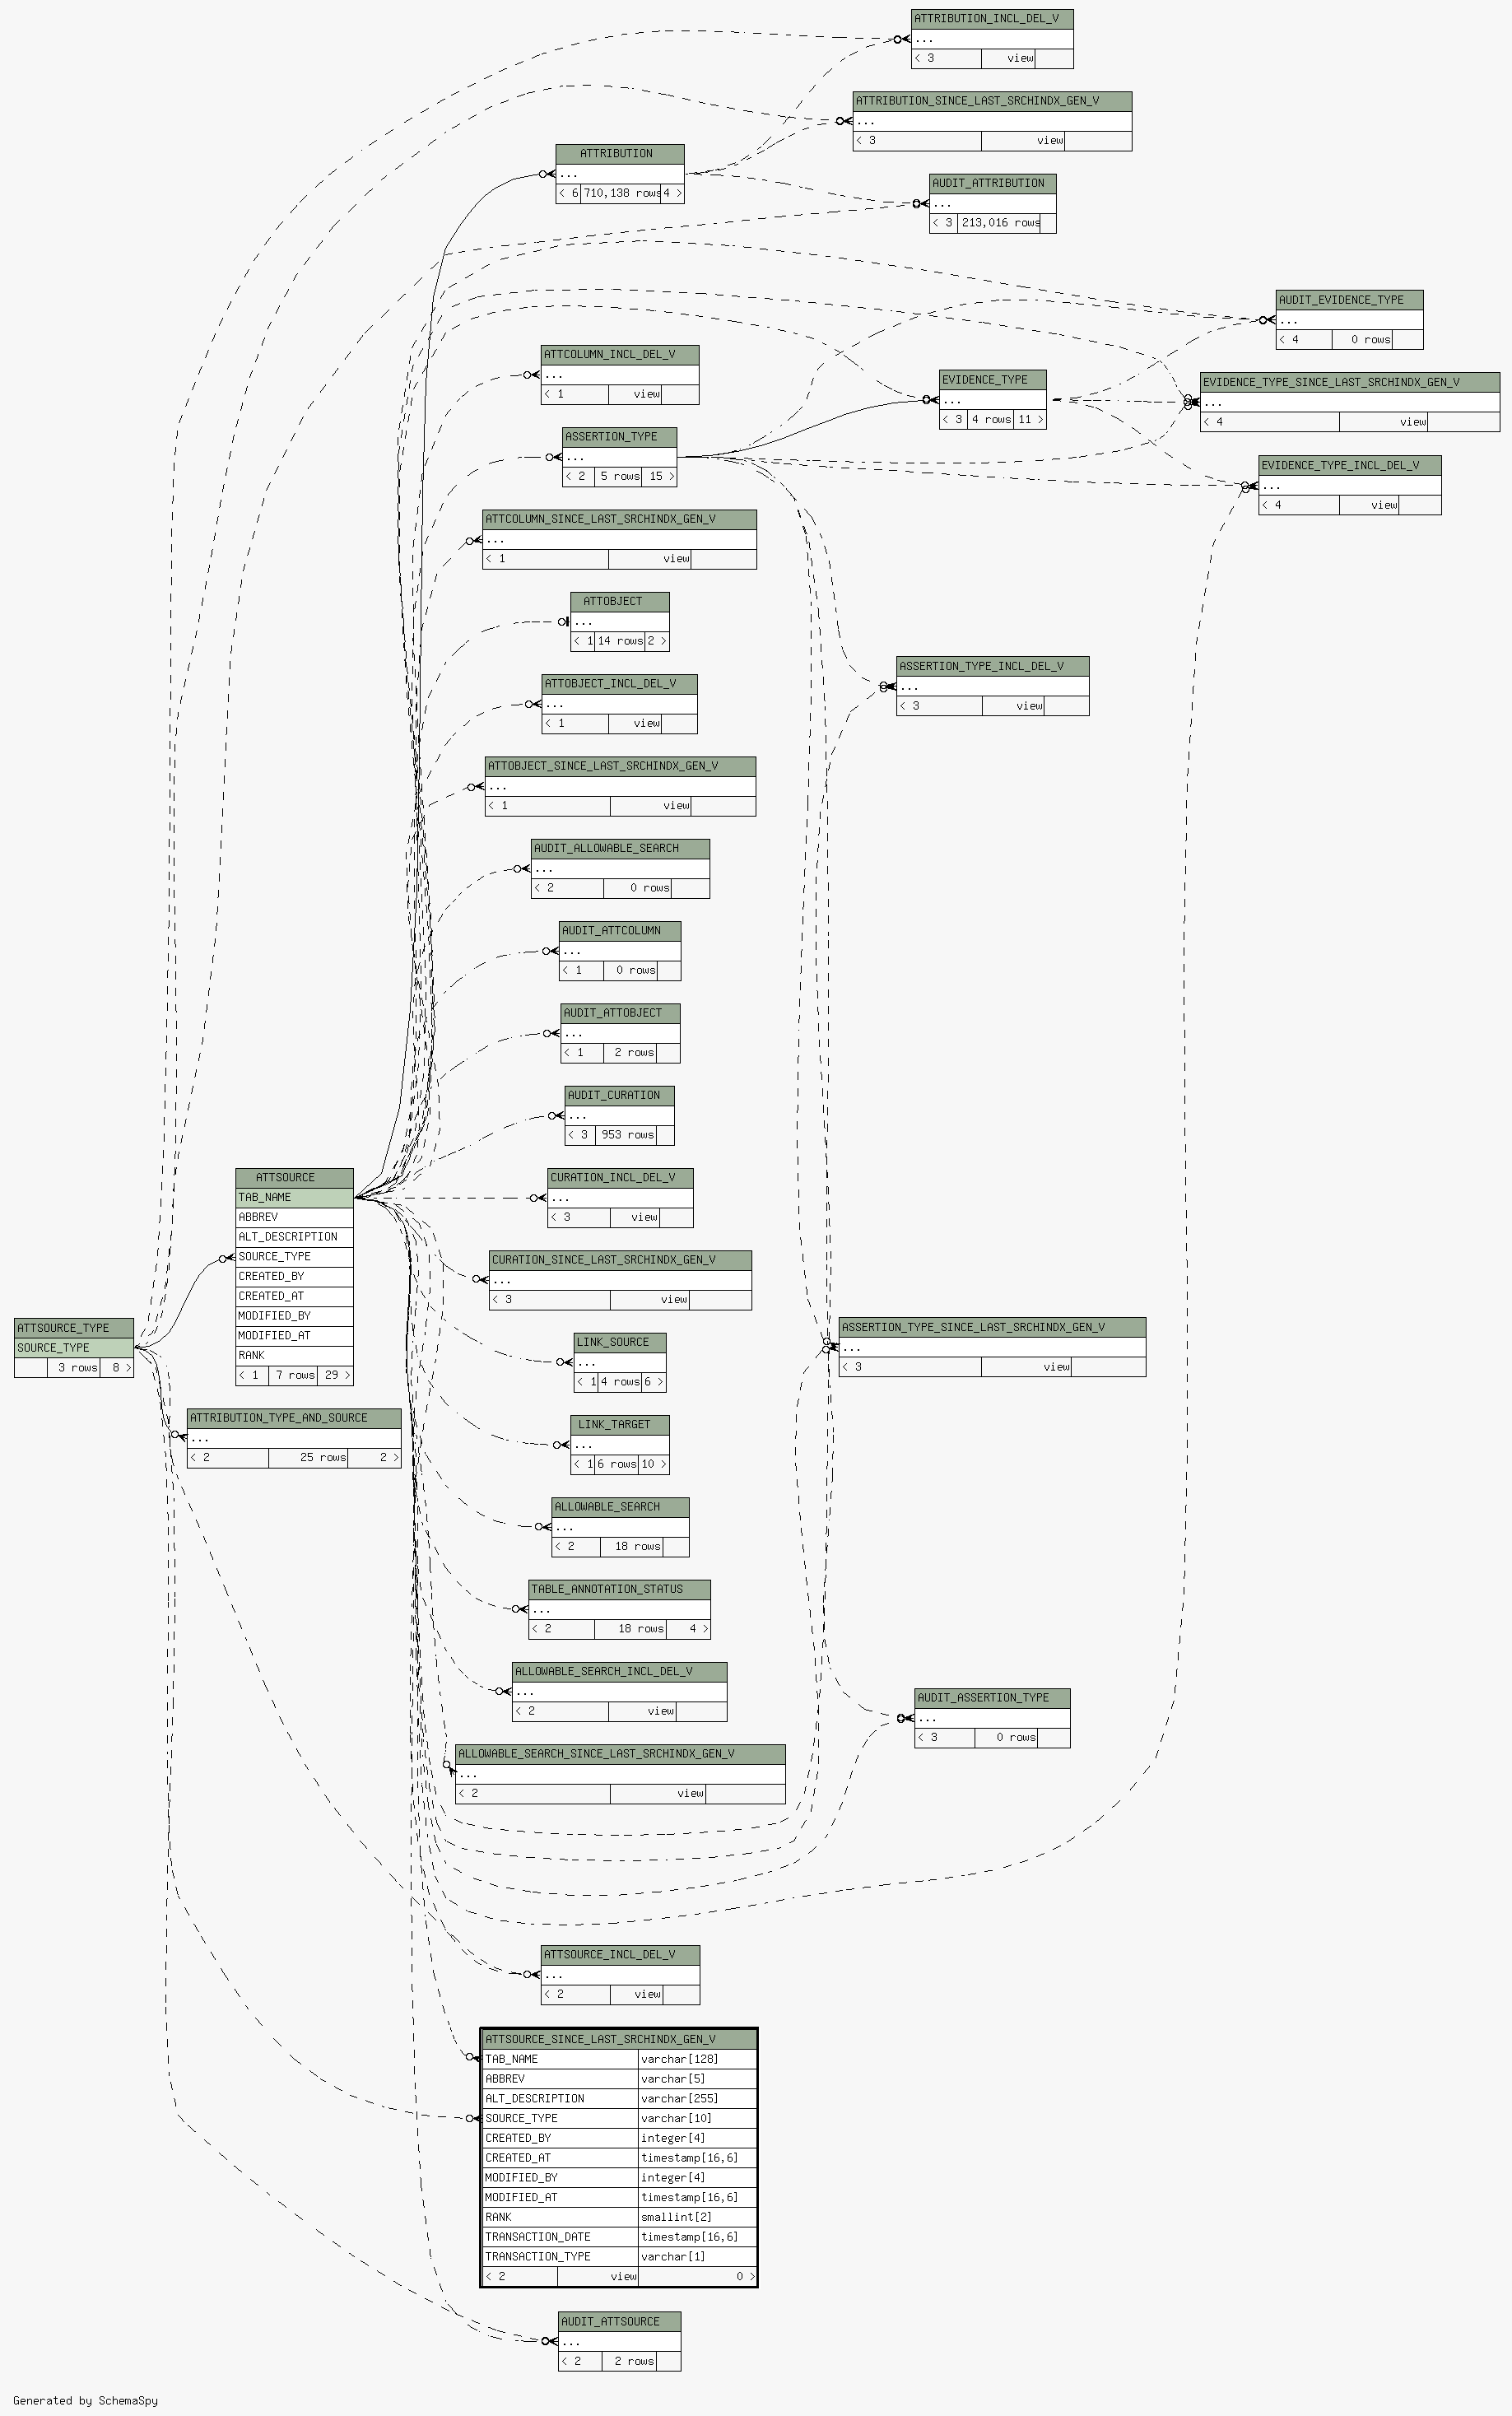 ATTRIBUTION_INCL_DEL_V
...
< 3 view
ATTRIBUTION_SINCE_LAST_SRCHINDX_GEN_V
...
< 3 view
ATTRIBUTION
...
< 6 710,138 rows 4 >
AUDIT_ATTRIBUTION
...
< 3 213,016 rows
AUDIT_EVIDENCE_TYPE
...
< 4 0 rows
ATTCOLUMN_INCL_DEL_V
...
< 1 view
EVIDENCE_TYPE
...
< 3 4 rows 11 >
EVIDENCE_TYPE_SINCE_LAST_SRCHINDX_GEN_V
...
< 4 view
ASSERTION_TYPE
...
< 2 5 rows 15 >
EVIDENCE_TYPE_INCL_DEL_V
...
< 4 view
ATTCOLUMN_SINCE_LAST_SRCHINDX_GEN_V
...
< 1 view
ATTOBJECT
...
< 1 14 rows 2 >
ASSERTION_TYPE_INCL_DEL_V
...
< 3 view
ATTOBJECT_INCL_DEL_V
...
< 1 view
ATTOBJECT_SINCE_LAST_SRCHINDX_GEN_V
...
< 1 view
AUDIT_ALLOWABLE_SEARCH
...
< 2 0 rows
AUDIT_ATTCOLUMN
...
< 1 0 rows
AUDIT_ATTOBJECT
...
< 1 2 rows
AUDIT_CURATION
...
< 3 953 rows
ATTSOURCE
TAB_NAME
ABBREV
ALT_DESCRIPTION
SOURCE_TYPE
CREATED_BY
CREATED_AT
MODIFIED_BY
MODIFIED_AT
RANK
< 1 7 rows 29 >
CURATION_INCL_DEL_V
...
< 3 view
CURATION_SINCE_LAST_SRCHINDX_GEN_V
...
< 3 view
ATTSOURCE_TYPE
SOURCE_TYPE
3 rows 8 >
LINK_SOURCE
...
< 1 4 rows 6 >
ASSERTION_TYPE_SINCE_LAST_SRCHINDX_GEN_V
...
< 3 view
ATTRIBUTION_TYPE_AND_SOURCE
...
< 2 25 rows 2 >
LINK_TARGET
...
< 1 6 rows 10 >
ALLOWABLE_SEARCH
...
< 2 18 rows
TABLE_ANNOTATION_STATUS
...
< 2 18 rows 4 >
ALLOWABLE_SEARCH_INCL_DEL_V
...
< 2 view
AUDIT_ASSERTION_TYPE
...
< 3 0 rows
ALLOWABLE_SEARCH_SINCE_LAST_SRCHINDX_GEN_V
...
< 2 view
ATTSOURCE_INCL_DEL_V
...
< 2 view
ATTSOURCE_SINCE_LAST_SRCHINDX_GEN_V
TAB_NAME varchar[128]
ABBREV varchar[5]
ALT_DESCRIPTION varchar[255]
SOURCE_TYPE varchar[10]
CREATED_BY integer[4]
CREATED_AT timestamp[16,6]
MODIFIED_BY integer[4]
MODIFIED_AT timestamp[16,6]
RANK smallint[2]
TRANSACTION_DATE timestamp[16,6]
TRANSACTION_TYPE varchar[1]
< 2 view 0 >
AUDIT_ATTSOURCE
...
< 2 2 rows
Generated by SchemaSpy